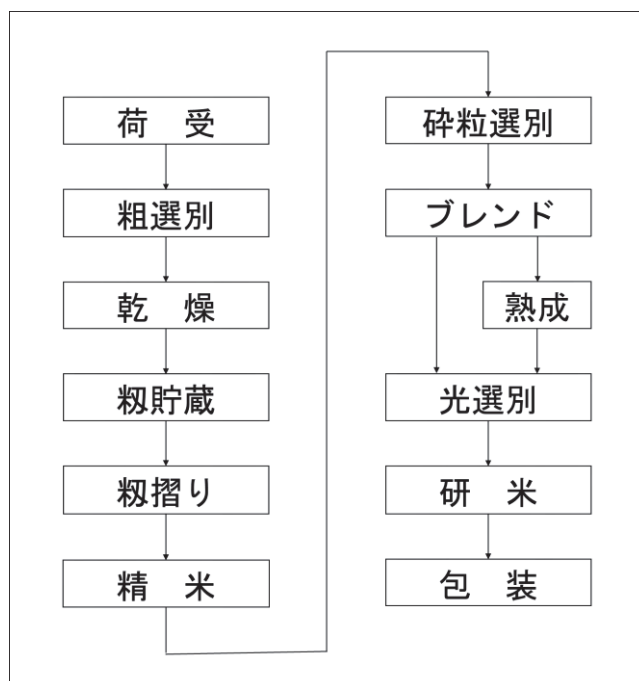 荷 受
粗選別
乾 燥
籾貯蔵
籾摺り
精 米
砕粒選別
ブレンド
熟成
光選別
研 米
包 装